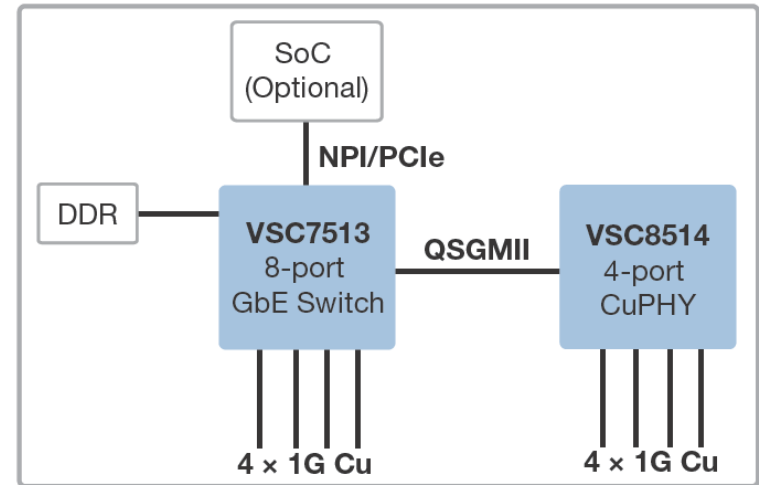 SoC
(Optional)
NPI/PCIe
DDR
VSC7513
8-port
GbE Switch
QSGMII
VSC8514
4-port
CuPHY
4 × 1G Cu
4 × 1G Cu